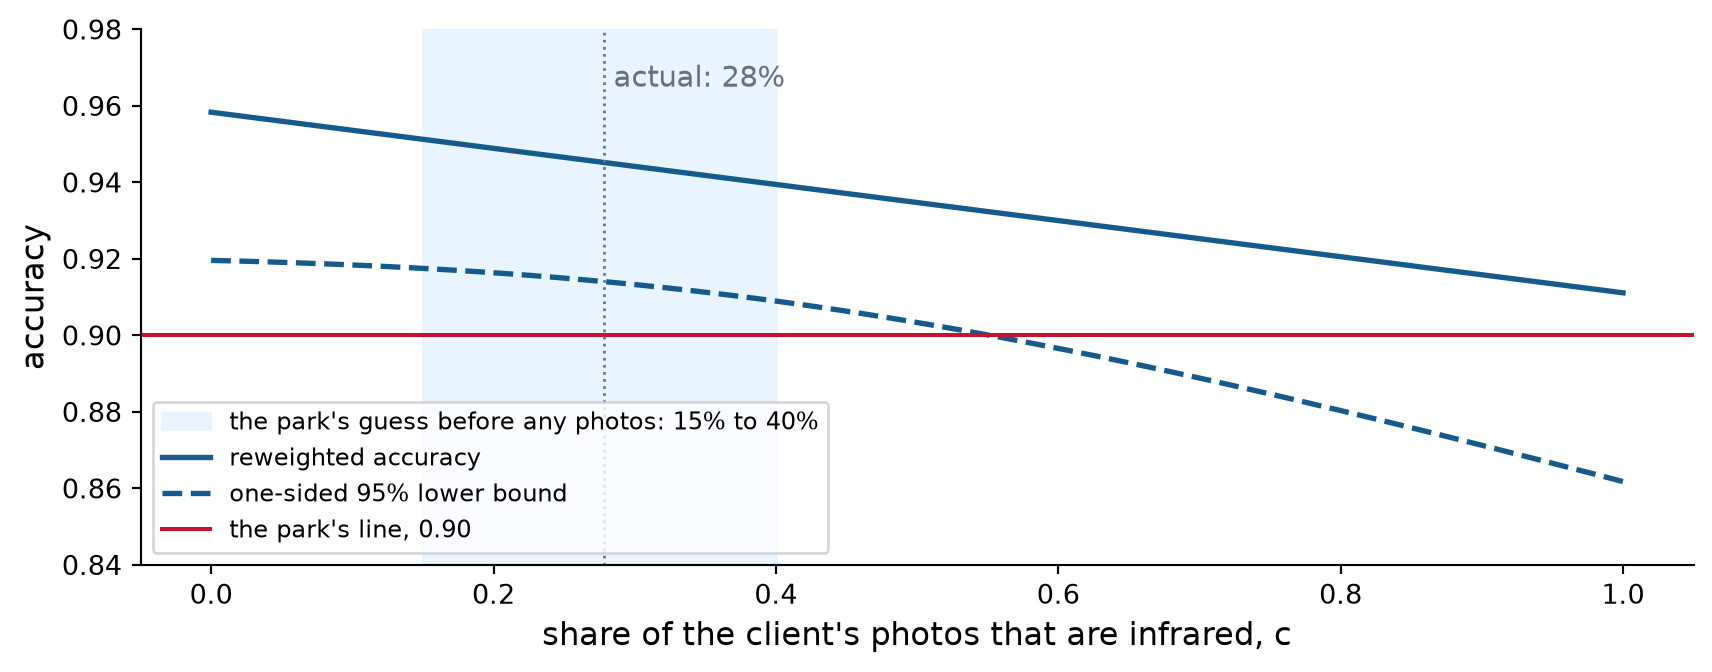 0.98
0.96
0.94
0.92
0.90
0.88
0.86
0.84
accuracy
actual: 28%
the park's guess before any photos: 15% to 40%
reweighted accuracy
one-sided 95% lower bound
the park's line, 0.90
0.0 0.2 0.4 0.6 0.8 1.0
share of the client's photos that are infrared, c